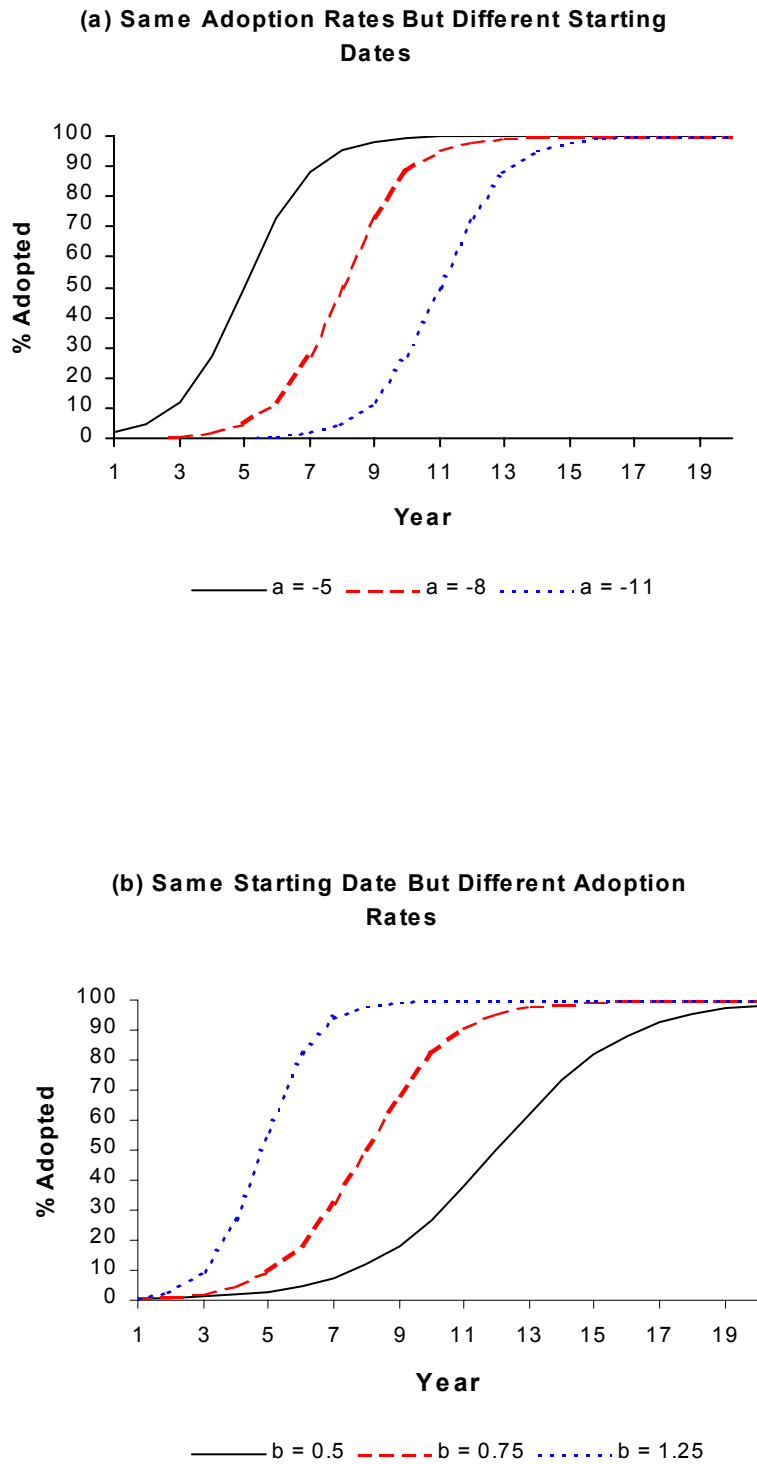 (a) Same Adoption Rates But Different Starting
Dates
100
90
80
70
60
50
40
30
20
10
0
% Adopted
1 3 5 7 9 11 13 15 17 19
Year
a = -5 a = -8 a = -11
(b) Same Starting Date But Different Adoption
Rates
100
90
80
70
60
50
40
30
20
10
0
% Adopted
1 3 5 7 9 11 13 15 17 19
Year
b = 0.5 b = 0.75 b = 1.25